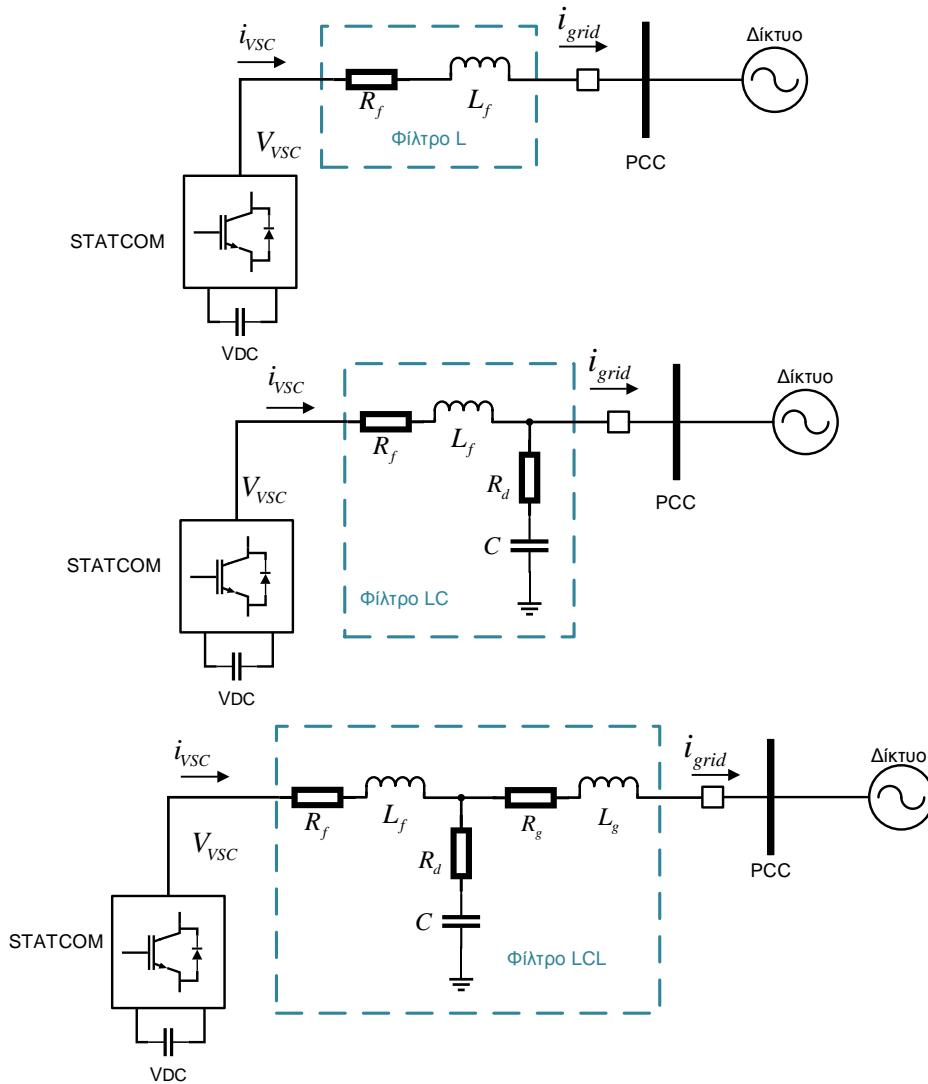 i_VSC
i_grid
Δίκτυο
R_f
L_f
Φίλτρο L
V_VSC
PCC
STATCOM
VDC
i_VSC
i_grid
Δίκτυο
R_f
L_f
V_VSC
R_d
PCC
C
STATCOM
Φίλτρο LC
VDC
i_VSC
i_grid
Δίκτυο
R_f
L_f
R_g
L_g
V_VSC
R_d
PCC
C
STATCOM
Φίλτρο LCL
VDC